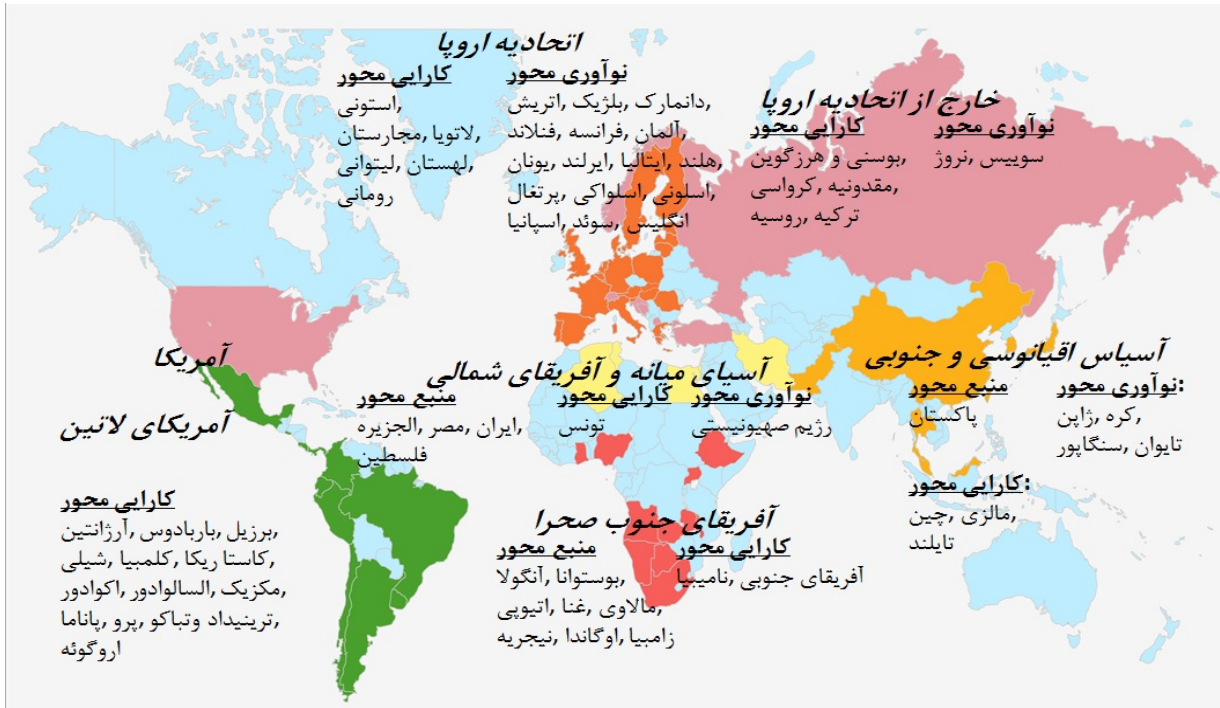 اتحادیه اروپا
نوآوری محور
دانمارک, بلژیک, اتریش,
آلمان, فرانسه, فنلاند,
هلند, ایتالیا, ایرلند, یونان,
اسلونی, اسلواکی, پرتغال
انگلیس, سوئد, اسپانیا
کارایی محور
استونی,
لاتویا, مجارستان,
لهستان, لیتوانی
رومانی
خارج از اتحادیه اروپا
نوآوری محور
سوییس, نروژ
کارایی محور
بوسنی و هرزگوین,
مقدونیه, کرواسی,
ترکیه, روسیه
آسیاس اقیانوسی و جنوبی
نوآوری محور:
کره, ژاپن,
تایوان, سنگاپور
منبع محور
پاکستان
کارایی محور:
مالزی, چین,
تایلند
آسیای میانه و آفریقای شمالی
نوآوری محور
رژیم صهیونیستی
کارایی محور
تونس
منبع محور
ایران, مصر, الجزیره,
فلسطین
آمریکا
آمریکای لاتین
کارایی محور
برزیل, باربادوس, آرژانتین,
کاستا ریکا, کلمبیا, شیلی,
مکزیک, السالوادور, اکوادور,
ترینیداد وتباکو, پرو, پاناما,
اروگوئه
آفریقای جنوب صحرا
کارایی محور
آفریقای جنوبی, نامیبیا
منبع محور
بوستوانا, آنگولا,
مالاوی, غنا, اتیوپی,
زامبیا, اوگاندا, نیجریه